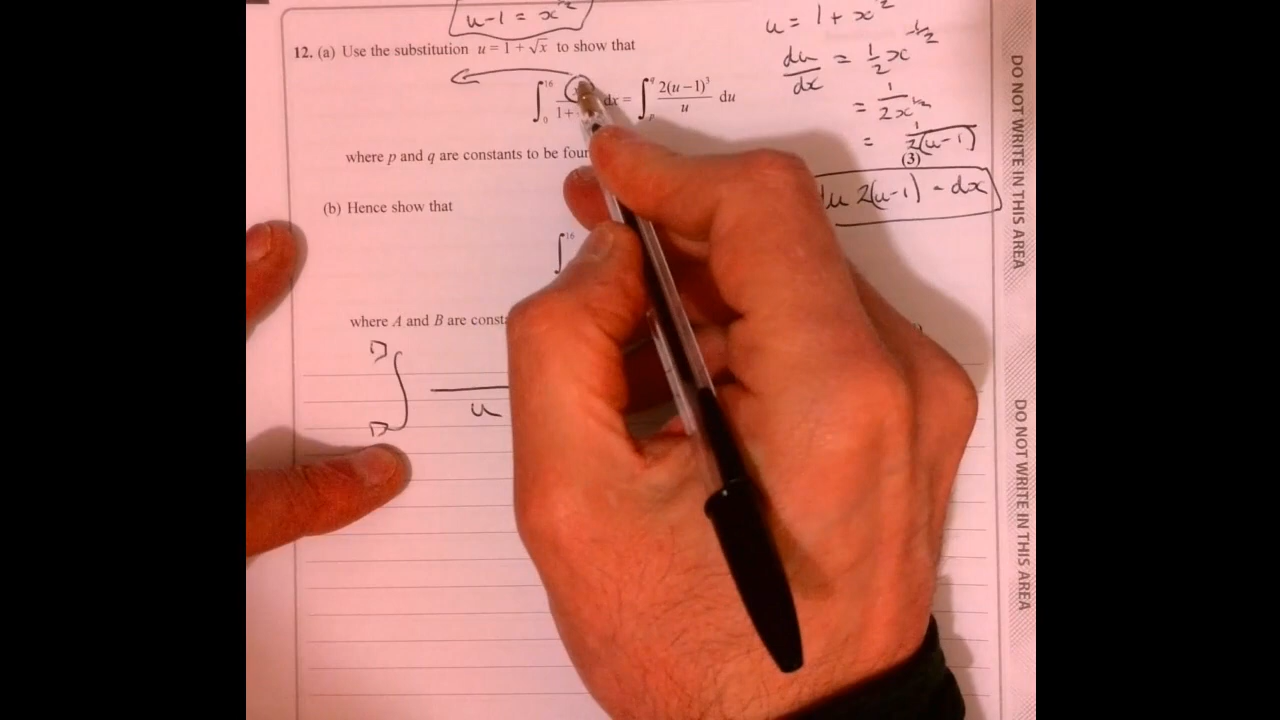 u-1 = x^½
12. (a) Use the substitution u = 1 + √x to show that
∫₀¹⁶ x/1+ dx = ∫ₚ^q 2(u − 1)³/u du
where p and q are constants to be
(3)
(b) Hence show that
∫ 16
where A and B are
∫
u
u = 1 + x^½
du/dx = ½x^-½
= 1/2x^½
= 1/2(u-1)
du 2(u-1) = dx
DO NOT WRITE IN THIS AREA
DO NOT WRITE IN THIS AREA